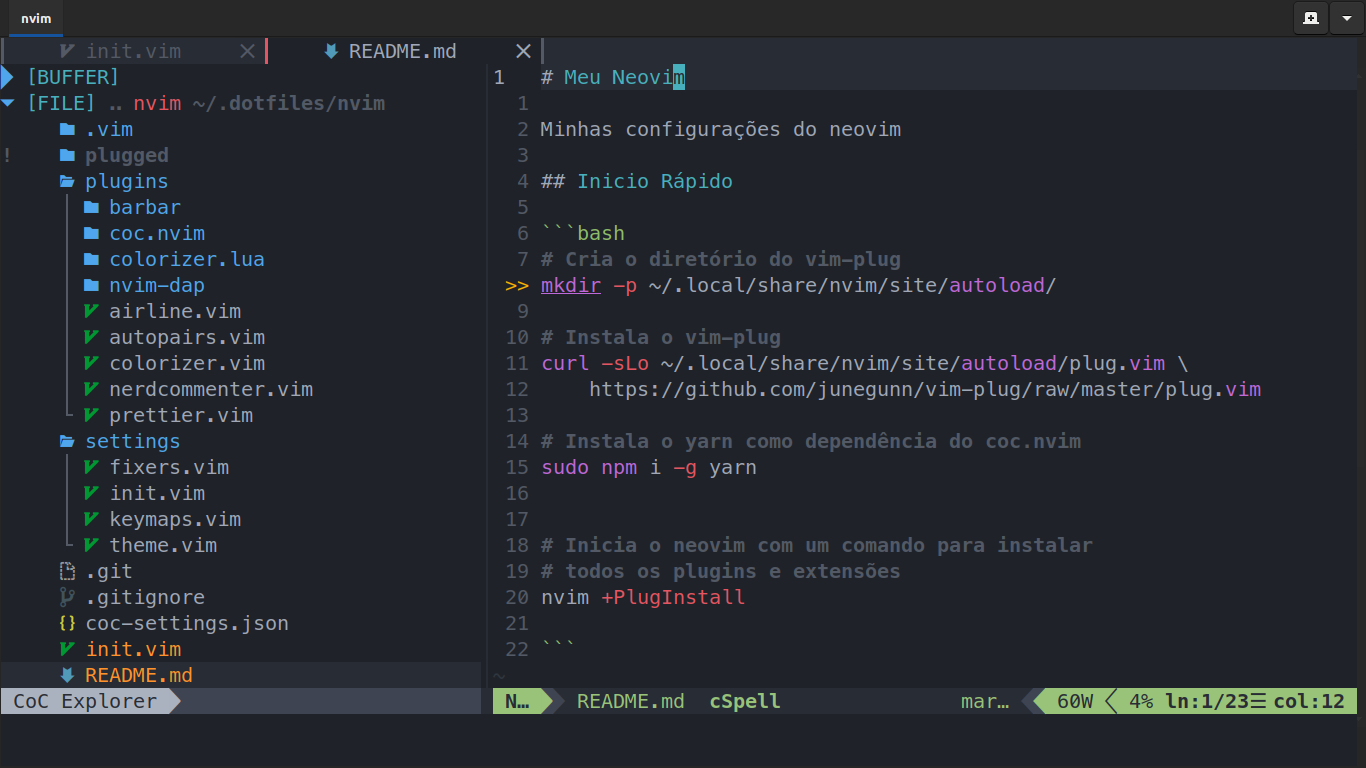 nvim
init.vim
README.md
[BUFFER]
[FILE] .. nvim ~/.dotfiles/nvim
.vim
! plugged
plugins
barbar
coc.nvim
colorizer.lua
nvim-dap
airline.vim
autopairs.vim
colorizer.vim
nerdcommenter.vim
prettier.vim
settings
fixers.vim
init.vim
keymaps.vim
theme.vim
.git
.gitignore
{} coc-settings.json
init.vim
README.md
CoC Explorer
1 # Meu Neovim
1
2 Minhas configurações do neovim
3
4 ## Inicio Rápido
5
6 ```bash
7 # Cria o diretório do vim-plug
>> mkdir -p ~/.local/share/nvim/site/autoload/
9
10 # Instala o vim-plug
11 curl -sLo ~/.local/share/nvim/site/autoload/plug.vim \
12     https://github.com/junegunn/vim-plug/raw/master/plug.vim
13
14 # Instala o yarn como dependência do coc.nvim
15 sudo npm i -g yarn
16
17
18 # Inicia o neovim com um comando para instalar
19 # todos os plugins e extensões
20 nvim +PlugInstall
21
22 ```
~
N… README.md cSpell mar… 60W 4% ln:1/23☰ col:12